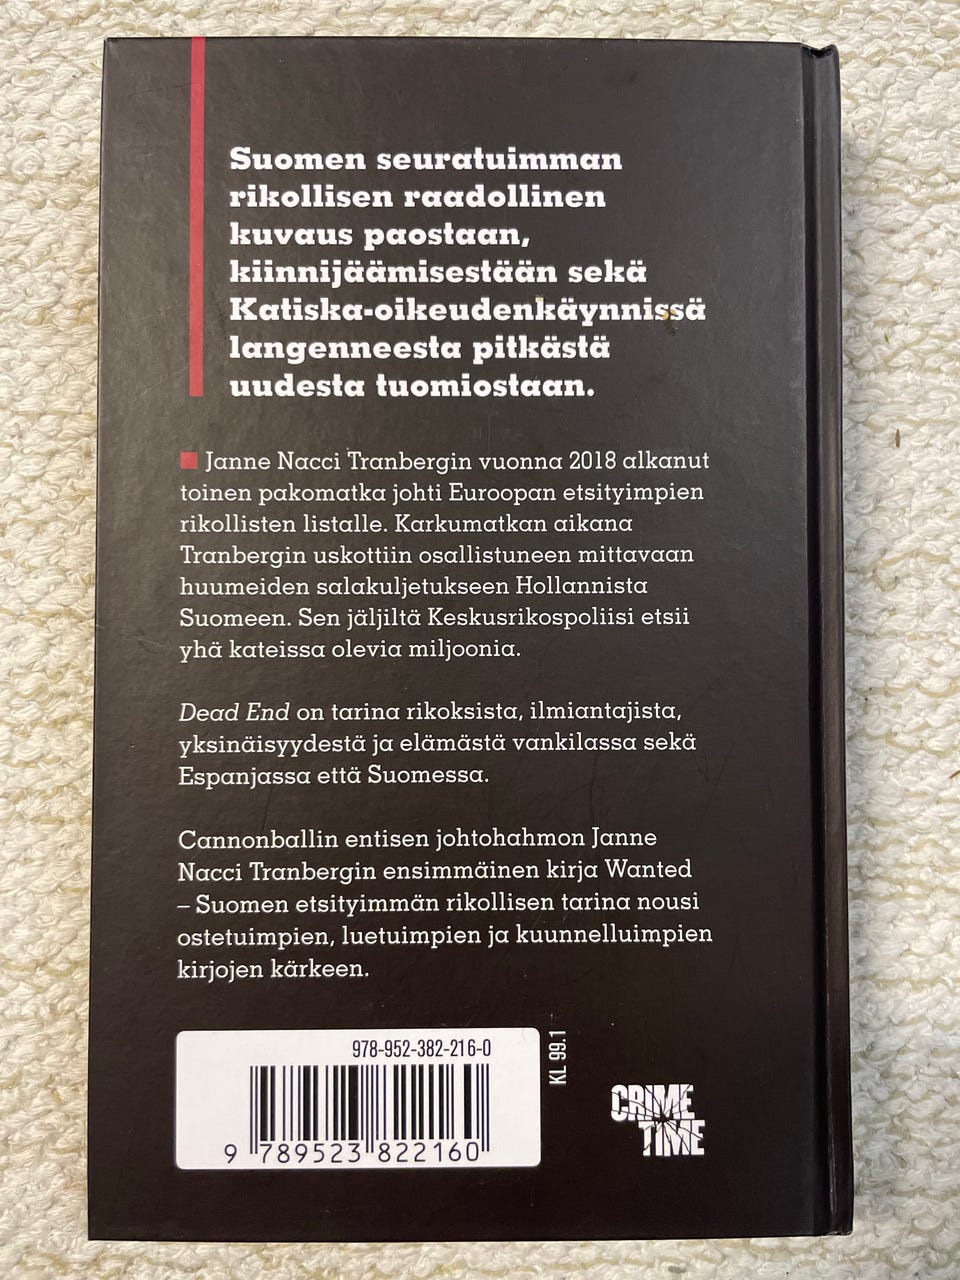 Suomen seuratuimman
rikollisen raadollinen
kuvaus paostaan,
kiinnijäämisestään sekä
Katiska-oikeudenkäynnissä
langenneesta pitkästä
uudesta tuomiostaan.
Janne Nacci Tranbergin vuonna 2018 alkanut
toinen pakomatka johti Euroopan etsityimpien
rikollisten listalle. Karkumatkan aikana
Tranbergin uskottiin osallistuneen mittavaan
huumeiden salakuljetukseen Hollannista
Suomeen. Sen jäljiltä Keskusrikospoliisi etsii
yhä kateissa olevia miljoonia.
Dead End on tarina rikoksista, ilmiantajista,
yksinäisyydestä ja elämästä vankilassa sekä
Espanjassa että Suomessa.
Cannonballin entisen johtohahmon Janne
Nacci Tranbergin ensimmäinen kirja Wanted
– Suomen etsityimmän rikollisen tarina nousi
ostetuimpien, luetuimpien ja kuunnelluimpien
kirjojen kärkeen.
978-952-382-216-0
9 789523 822160
KL 99.1
CRIME
TIME